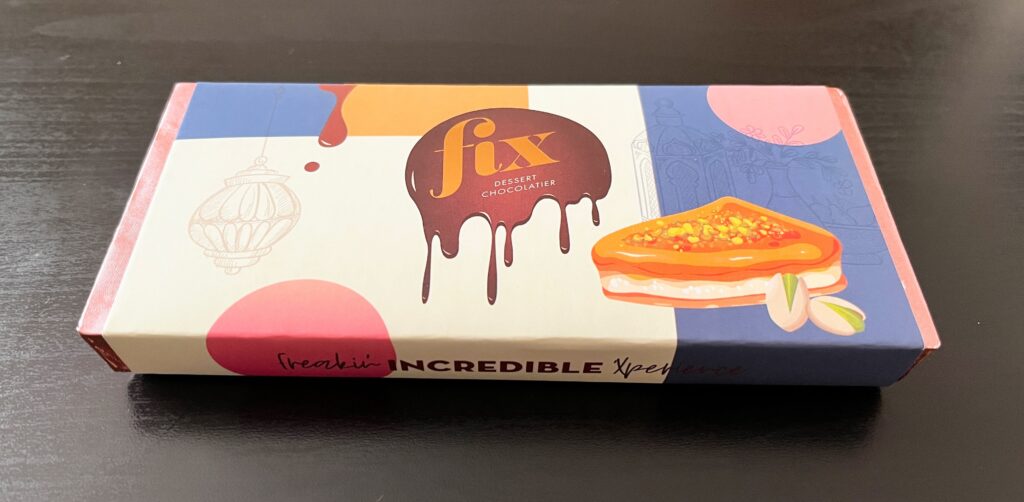 fix
DESSERT
CHOCOLATIER
freakin' INCREDIBLE Xperience